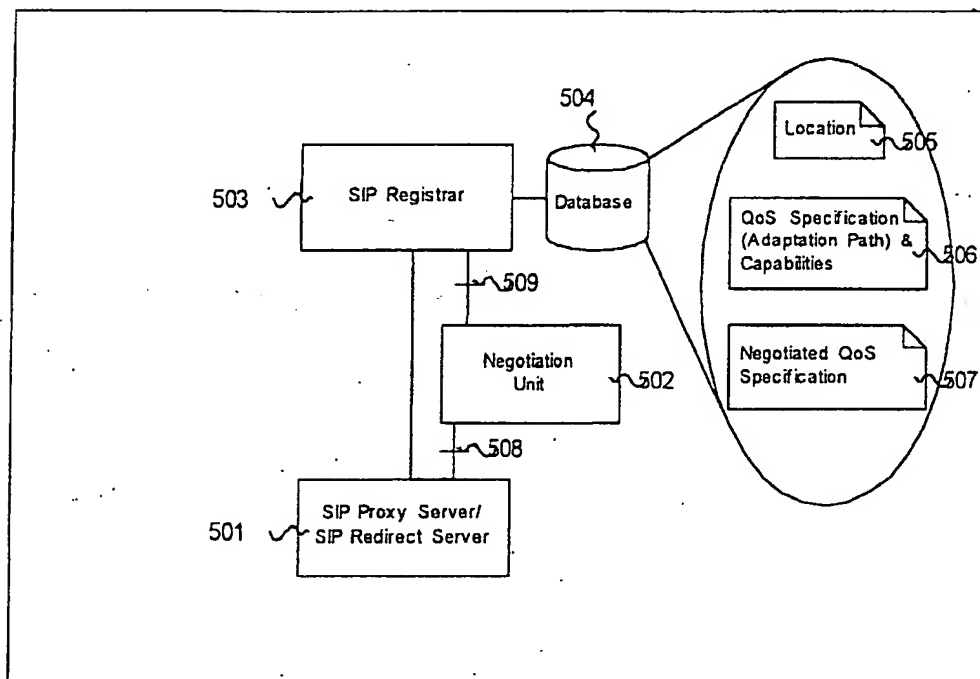 504
Location
505
503
SIP Registrar
Database
QoS Specification
(Adaptation Path) &
Capabilities
506
509
Negotiation
Unit
502
Negotiated QoS
Specification
507
508
501
SIP Proxy Server/
SIP Redirect Server